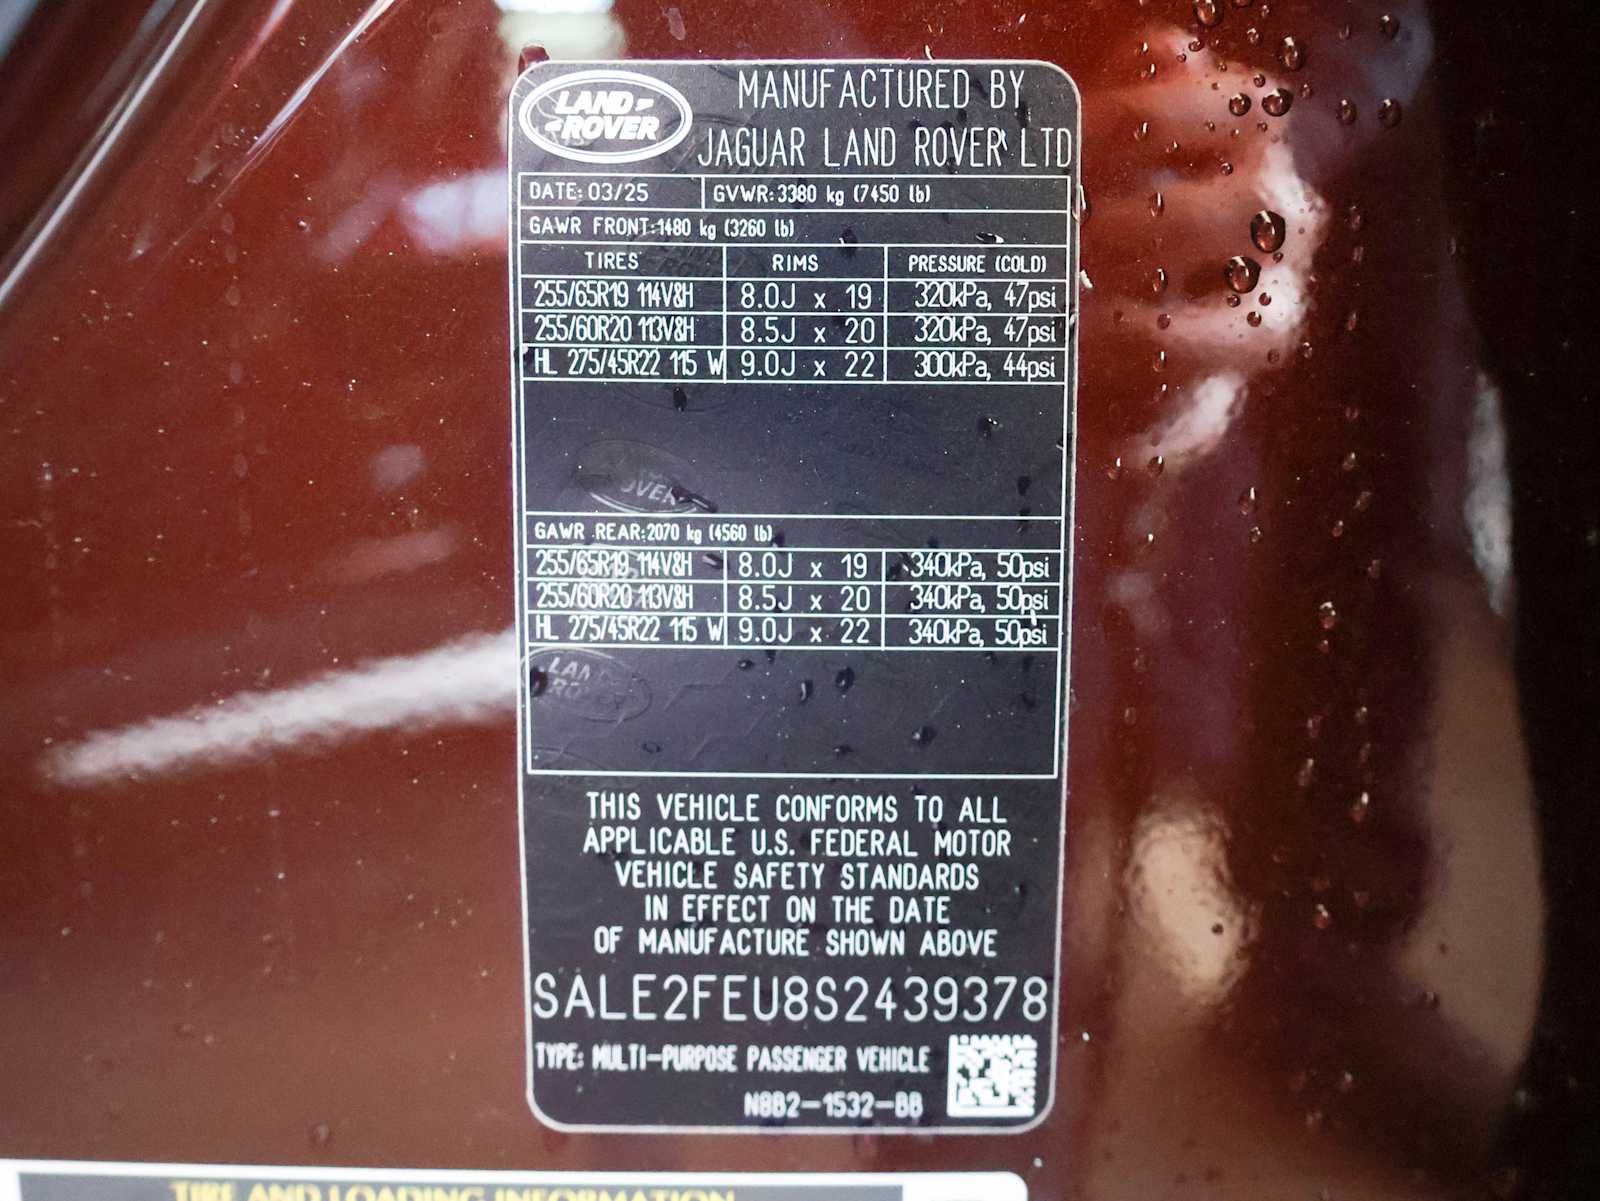 LAND
ROVER
MANUFACTURED BY
JAGUAR LAND ROVER LTD
DATE: 03/25 GVWR: 3380 kg (7450 lb)
GAWR FRONT: 1480 kg (3260 lb)
TIRES RIMS PRESSURE (COLD)
255/65R19 114V&H 8.0J x 19 320kPa, 47psi
255/60R20 113V&H 8.5J x 20 320kPa, 47psi
HL 275/45R22 115 W 9.0J x 22 300kPa, 44psi
GAWR REAR: 2070 kg (4560 lb)
255/65R19 114V&H 8.0J x 19 340kPa, 50psi
255/60R20 113V&H 8.5J x 20 340kPa, 50psi
HL 275/45R22 115 W 9.0J x 22 340kPa, 50psi
LAND
THIS VEHICLE CONFORMS TO ALL
APPLICABLE U.S. FEDERAL MOTOR
VEHICLE SAFETY STANDARDS
IN EFFECT ON THE DATE
OF MANUFACTURE SHOWN ABOVE
SALE2FEU8S2439378
TYPE: MULTI-PURPOSE PASSENGER VEHICLE
N8B2-1532-BB
TIRE AND LOADING INFORMATION